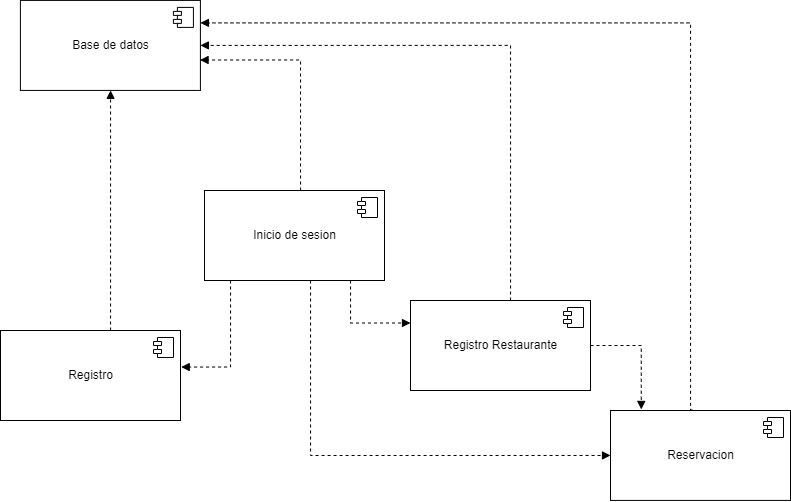 Base de datos
Inicio de sesion
Registro Restaurante
Registro
Reservacion